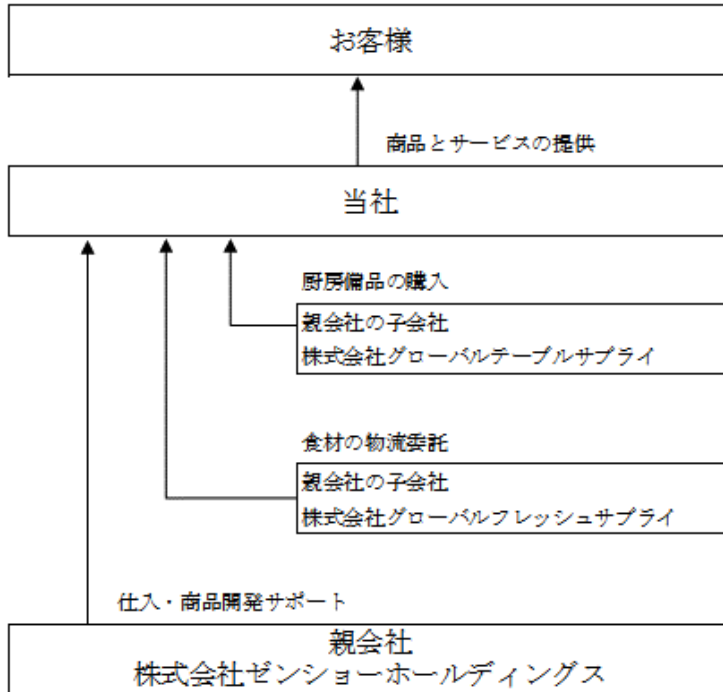 お客様
商品とサービスの提供
当社
厨房備品の購入
親会社の子会社
株式会社グローバルテーブルサプライ
食材の物流委託
親会社の子会社
株式会社グローバルフレッシュサプライ
仕入・商品開発サポート
親会社
株式会社ゼンショーホールディングス